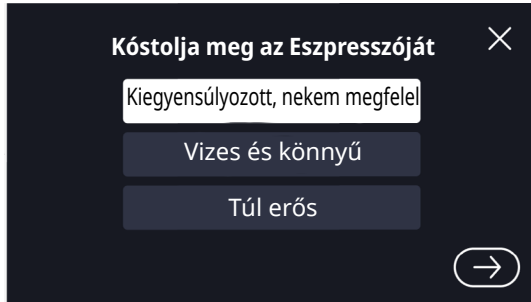 Kóstolja meg az Eszpresszóját
Kiegyensúlyozott, nekem megfelel
Vizes és könnyű
Túl erős